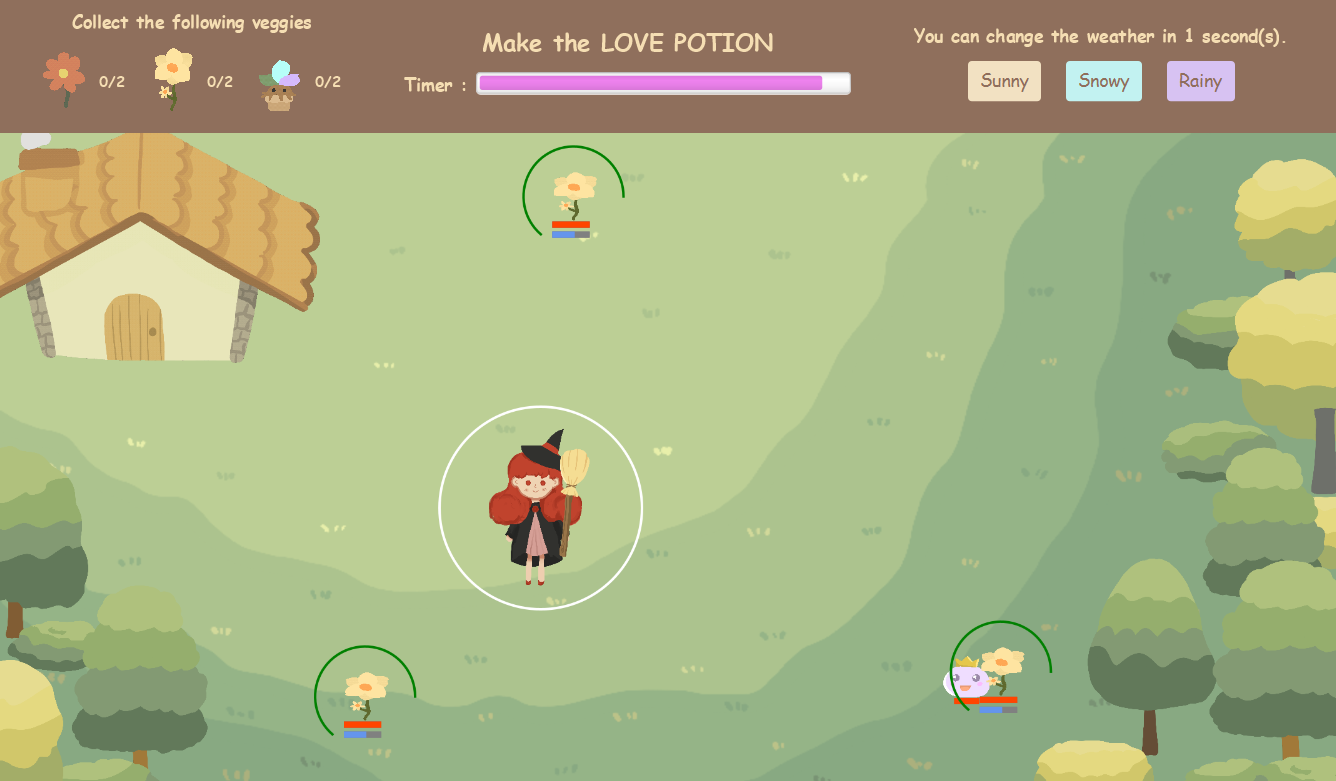 Collect the following veggies
0/2
0/2
0/2
Make the LOVE POTION
Timer :
You can change the weather in 1 second(s).
Sunny
Snowy
Rainy